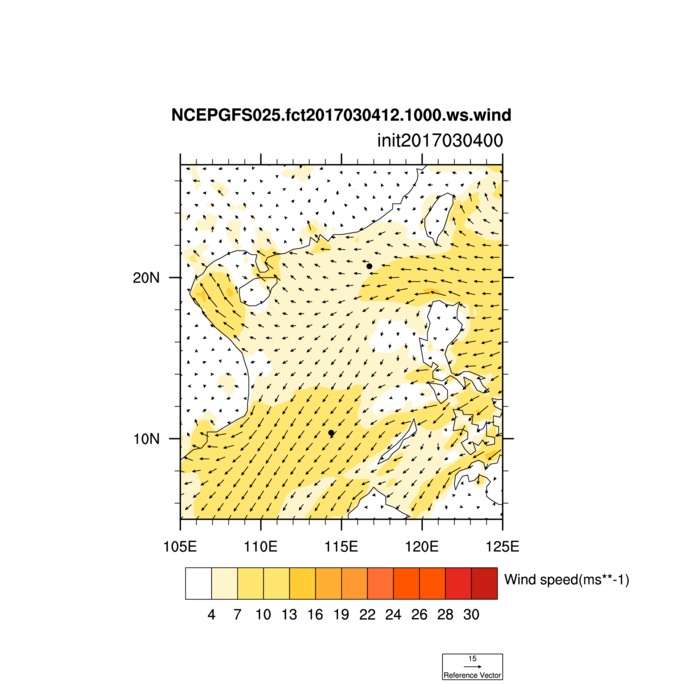 NCEPGFS025.fct2017030412.1000.ws.wind
init2017030400
20N
10N
105E 110E 115E 120E 125E
Wind speed(ms**-1)
4 7 10 13 16 19 22 24 26 28 30
15
Reference Vector